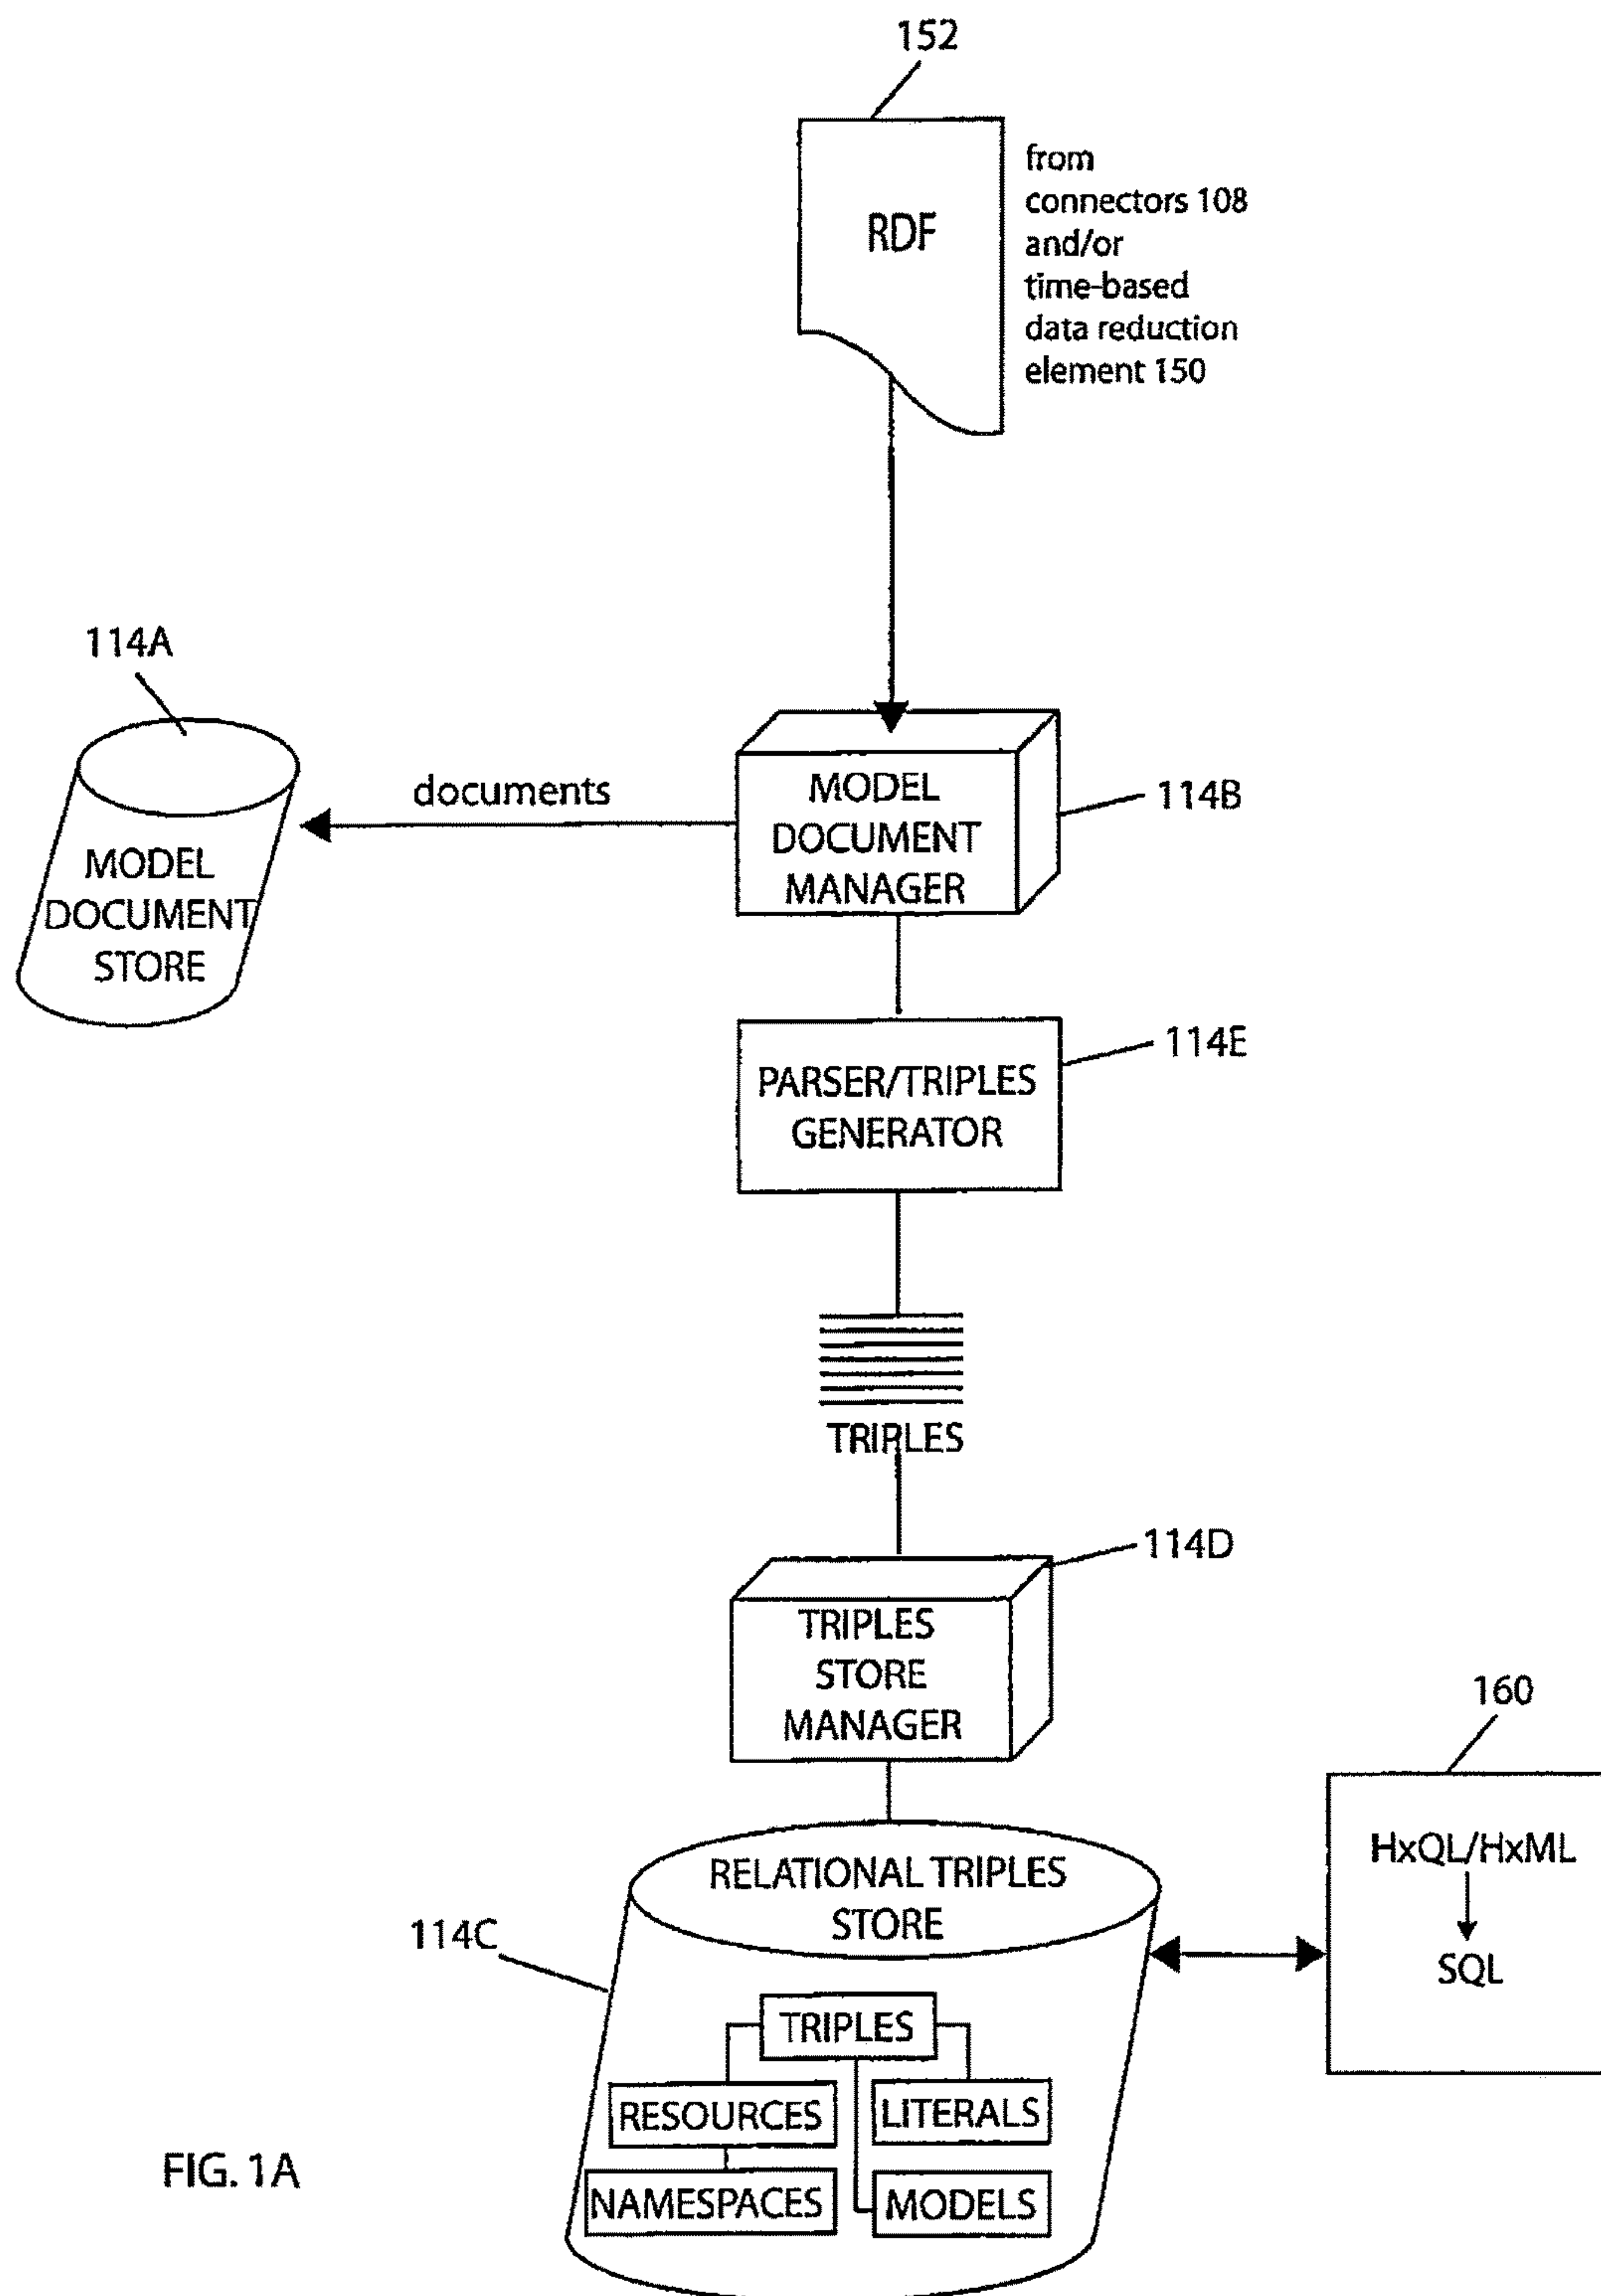 152
RDF
from
connectors 108
and/or
time-based
data reduction
element 150
114A
documents
MODEL
DOCUMENT
MANAGER
114B
MODEL
DOCUMENT
STORE
114E
PARSER/TRIPLES
GENERATOR
TRIPLES
114D
TRIPLES
STORE
MANAGER
160
HxQL/HxML
SQL
RELATIONAL TRIPLES
STORE
114C
TRIPLES
RESOURCES
LITERALS
NAMESPACES
MODELS
FIG. 1A